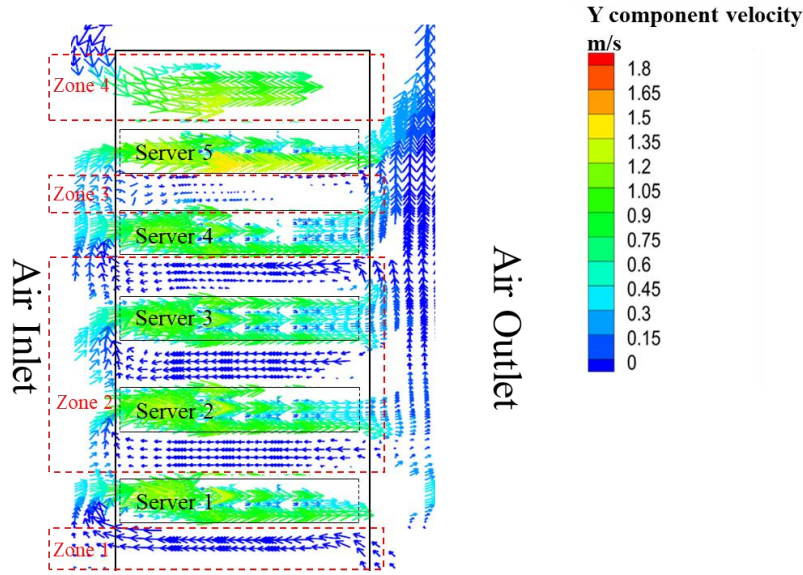 Y component velocity
m/s
1.8
1.65
1.5
1.35
1.2
1.05
0.9
0.75
0.6
0.45
0.3
0.15
0
Zone 4
Server 5
Zone 3
Server 4
Server 3
Zone 2
Server 2
Server 1
Zone 1
Air Inlet
Air Outlet